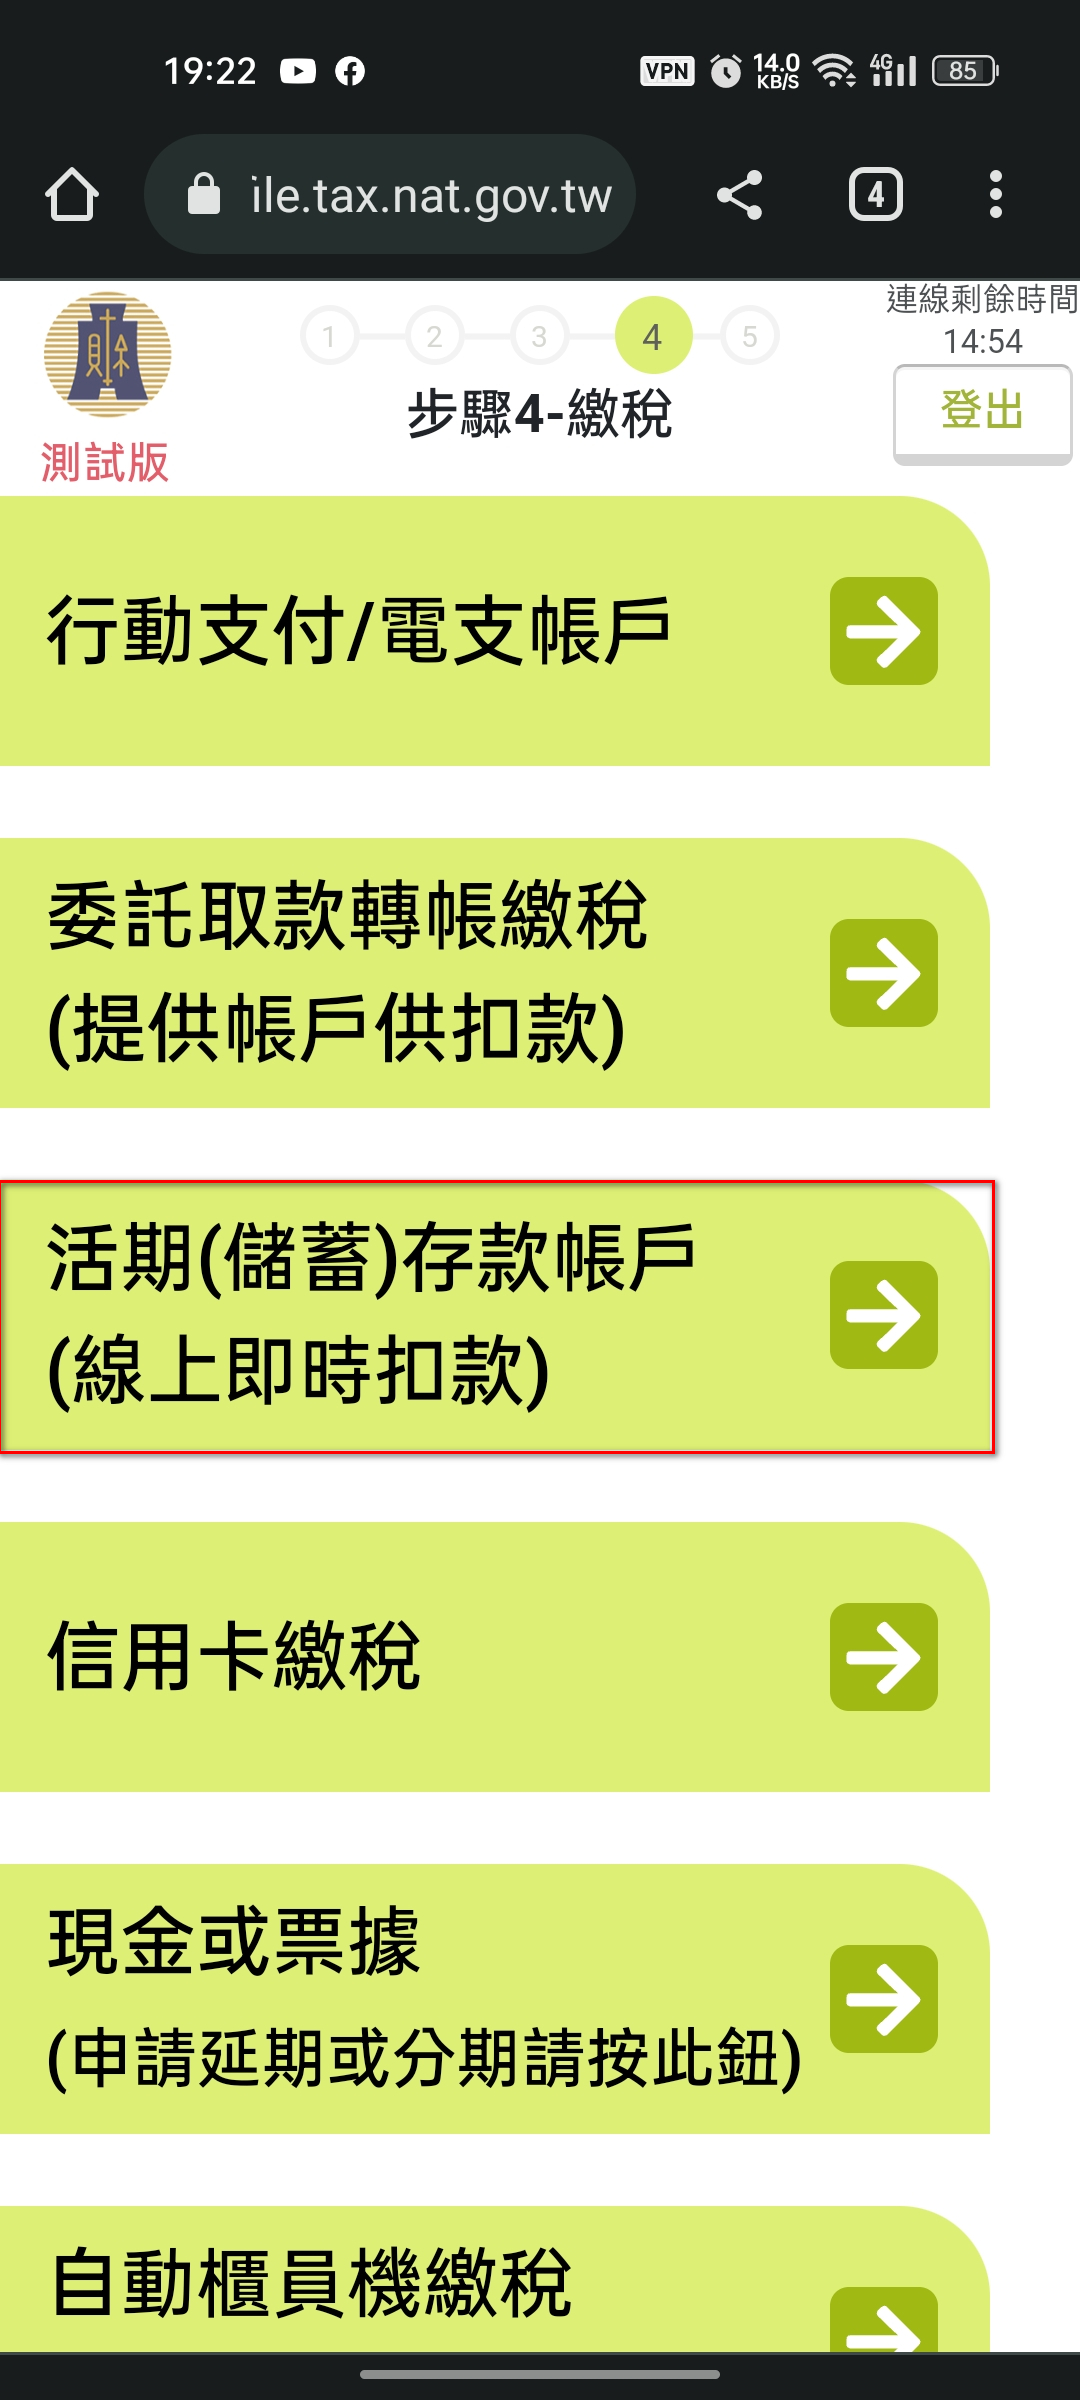 19:22
VPN 14.0 KB/S 4G 85
ile.tax.nat.gov.tw
4
財
測試版
1 2 3 4 5
步驟4-繳稅
連線剩餘時間
14:54
登出
行動支付/電支帳戶
委託取款轉帳繳稅
(提供帳戶供扣款)
活期(儲蓄)存款帳戶
(線上即時扣款)
信用卡繳稅
現金或票據
(申請延期或分期請按此鈕)
自動櫃員機繳稅